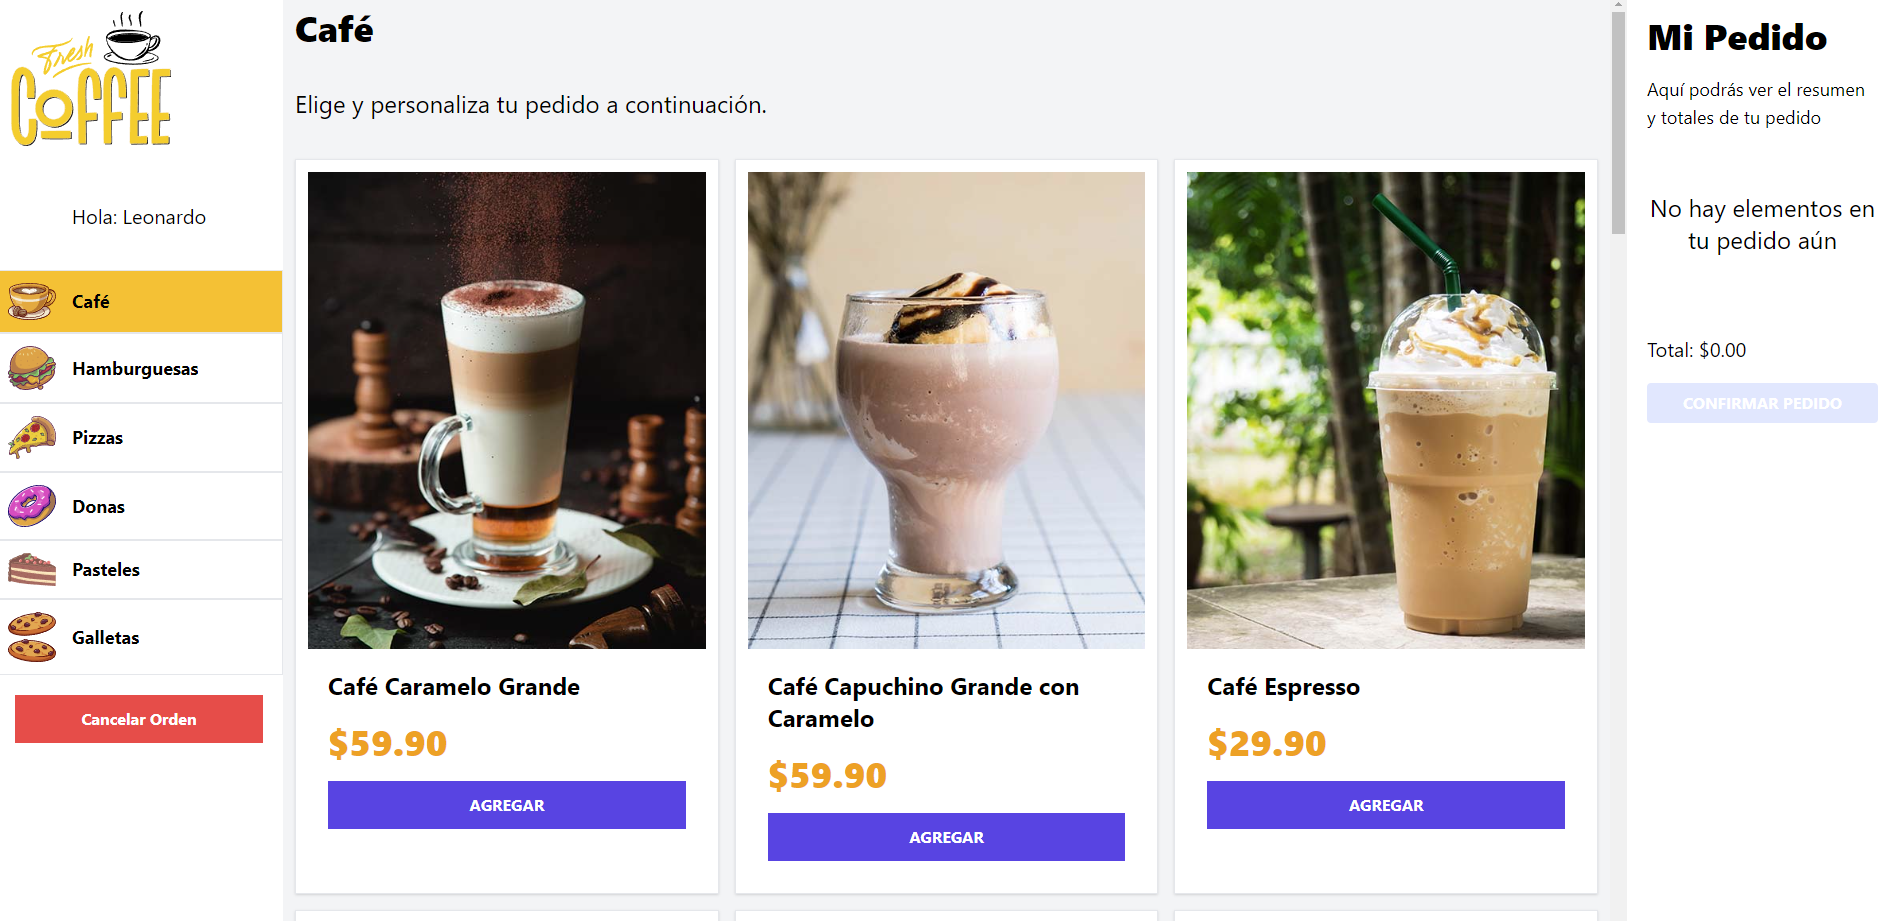 Fresh
COFFEE
Hola: Leonardo
Café
Hamburguesas
Pizzas
Donas
Pasteles
Galletas
Cancelar Orden
Café
Elige y personaliza tu pedido a continuación.
Café Caramelo Grande
$59.90
AGREGAR
Café Capuchino Grande con
Caramelo
$59.90
AGREGAR
Café Espresso
$29.90
AGREGAR
Mi Pedido
Aquí podrás ver el resumen
y totales de tu pedido
No hay elementos en
tu pedido aún
Total: $0.00
CONFIRMAR PEDIDO